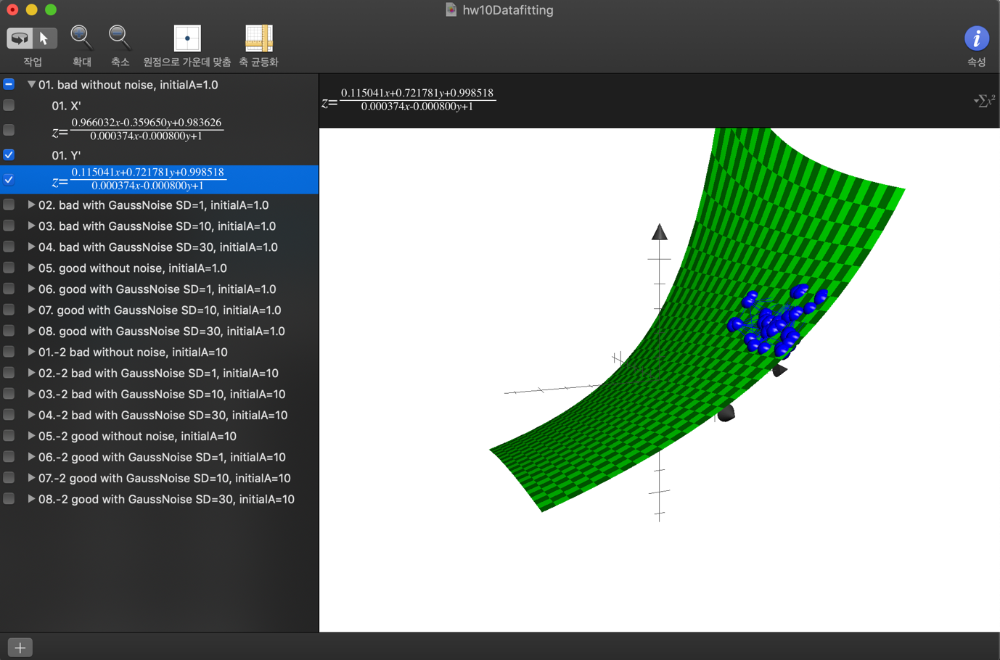 hw10Datafitting
작업
확대
축소
원점으로 가운데 맞춤
축 균등화
속성
01. bad without noise, initialA=1.0
01. X'
z=
0.966032x-0.359650y+0.983626
0.000374x-0.000800y+1
01. Y'
z=
0.115041x+0.721781y+0.998518
0.000374x-0.000800y+1
02. bad with GaussNoise SD=1, initialA=1.0
03. bad with GaussNoise SD=10, initialA=1.0
04. bad with GaussNoise SD=30, initialA=1.0
05. good without noise, initialA=1.0
06. good with GaussNoise SD=1, initialA=1.0
07. good with GaussNoise SD=10, initialA=1.0
08. good with GaussNoise SD=30, initialA=1.0
01.-2 bad without noise, initialA=10
02.-2 bad with GaussNoise SD=1, initialA=10
03.-2 bad with GaussNoise SD=10, initialA=10
04.-2 bad with GaussNoise SD=30, initialA=10
05.-2 good without noise, initialA=10
06.-2 good with GaussNoise SD=1, initialA=10
07.-2 good with GaussNoise SD=10, initialA=10
08.-2 good with GaussNoise SD=30, initialA=10
z=
0.115041x+0.721781y+0.998518
0.000374x-0.000800y+1
∑x²